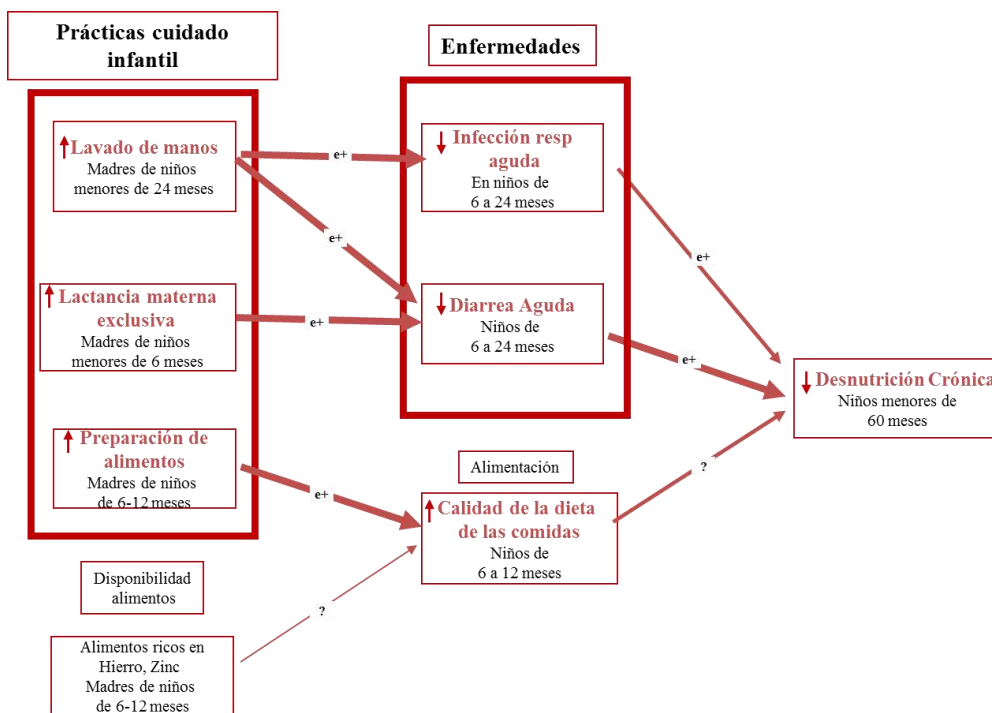 Prácticas cuidado
infantil
Enfermedades
Lavado de manos
Madres de niños
menores de 24 meses
e+
Infección resp
aguda
En niños de
6 a 24 meses
e+
e+
Lactancia materna
exclusiva
Madres de niños
menores de 6 meses
e+
Diarrea Aguda
Niños de
6 a 24 meses
e+
Desnutrición Crónica
Niños menores de
60 meses
Preparación de
alimentos
Madres de niños
de 6-12 meses
e+
Alimentación
?
Calidad de la dieta
de las comidas
Niños de
6 a 12 meses
Disponibilidad
alimentos
?
Alimentos ricos en
Hierro, Zinc
Madres de niños
de 6-12 meses